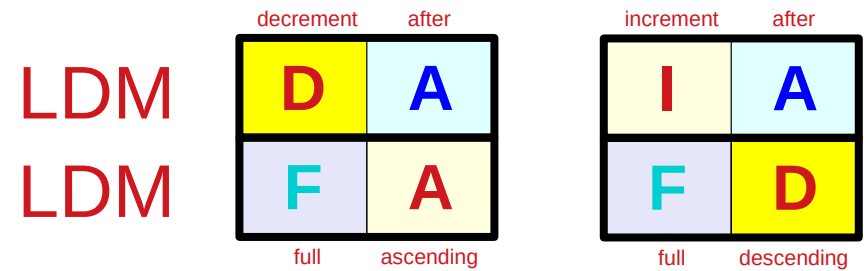 decrement after increment after
LDM D A I A
LDM F A F D
full ascending full descending